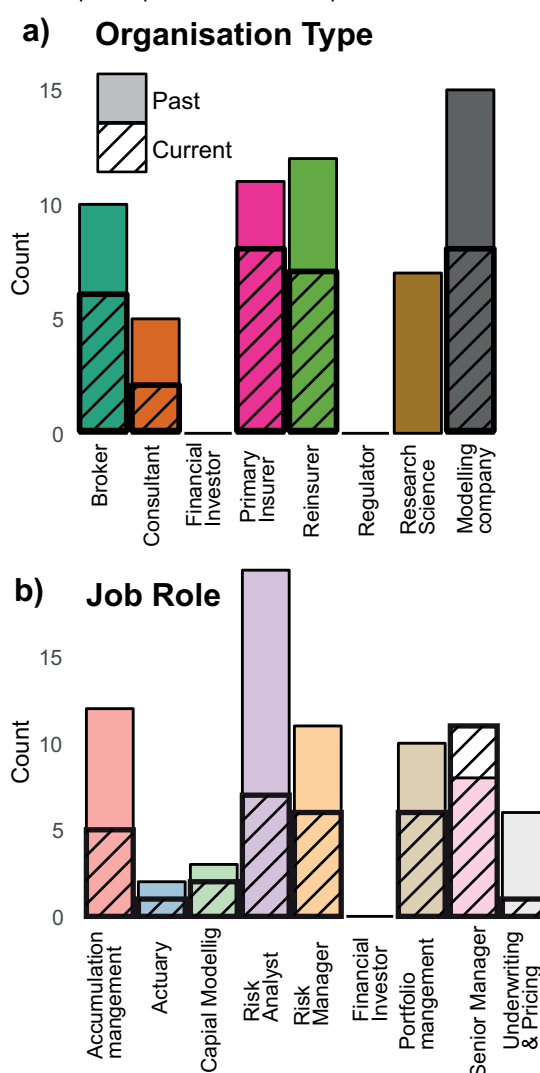 a) Organisation Type
Past
Current
15
10
5
0
Count
Broker
Consultant
Financial
Investor
Primary
Insurer
Reinsurer
Regulator
Research
Science
Modelling
company
b) Job Role
15
10
5
0
Count
Accumulation
mangement
Actuary
Capial Modellig
Risk
Analyst
Risk
Manager
Financial
Investor
Portfolio
mangement
Senior Manager
Underwriting
& Pricing